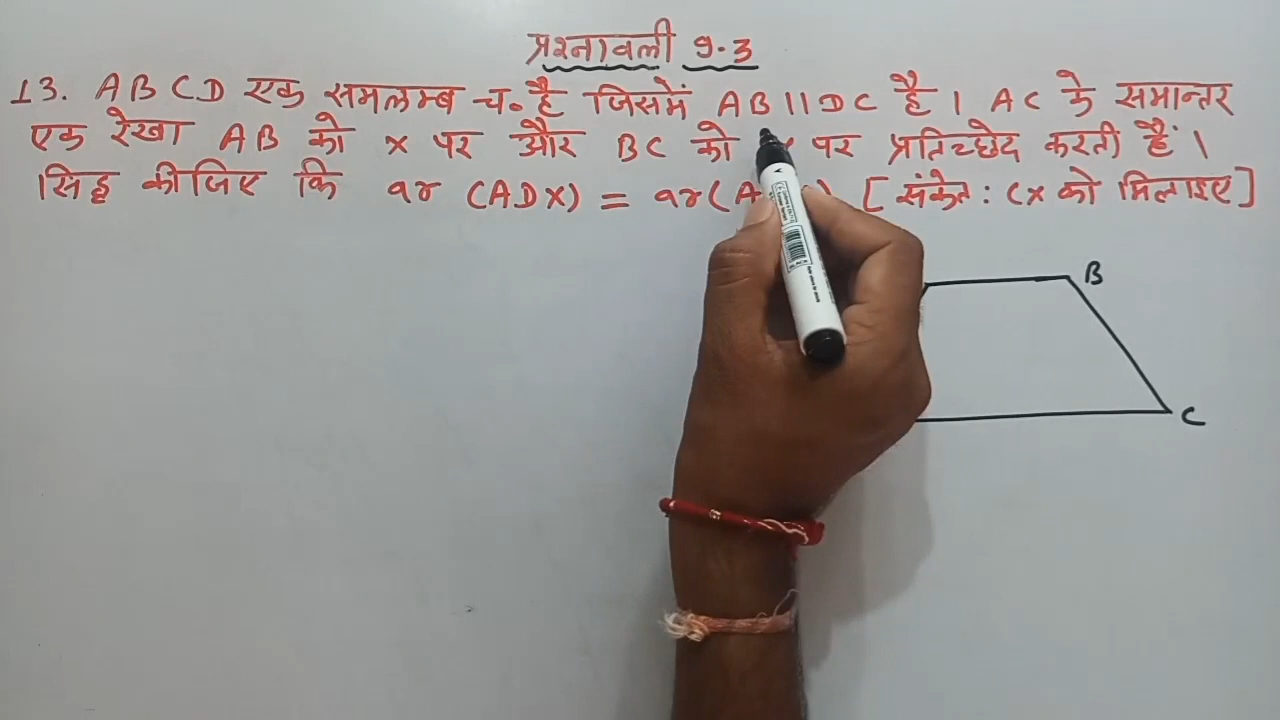 प्रश्नावली 9.3
13. ABCD एक समलम्ब च. है जिसमें AB || DC है । AC के समान्तर
एक रेखा AB को X पर और BC को पर प्रतिच्छेद करती हैं ।
सिद्ध कीजिए कि ar (ADX) = ar(A ) [संकेत : CX को मिलाइए]
B
C